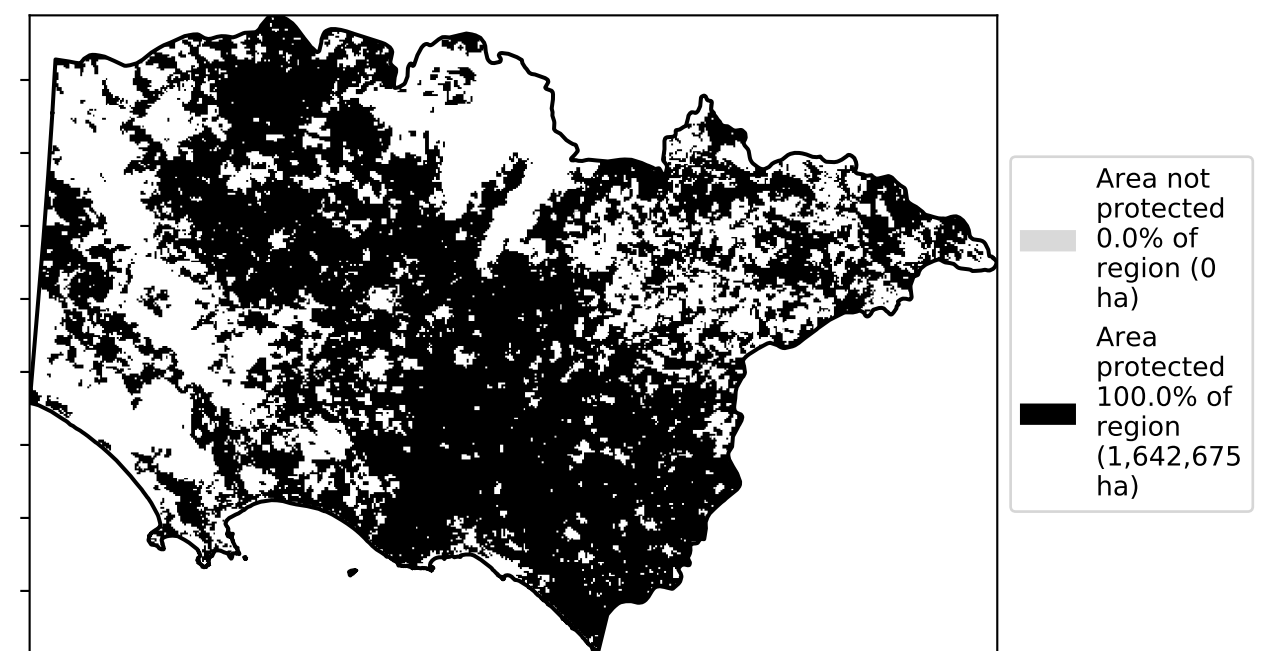 Area not
protected
0.0% of
region (0
ha)
Area
protected
100.0% of
region
(1,642,675
ha)